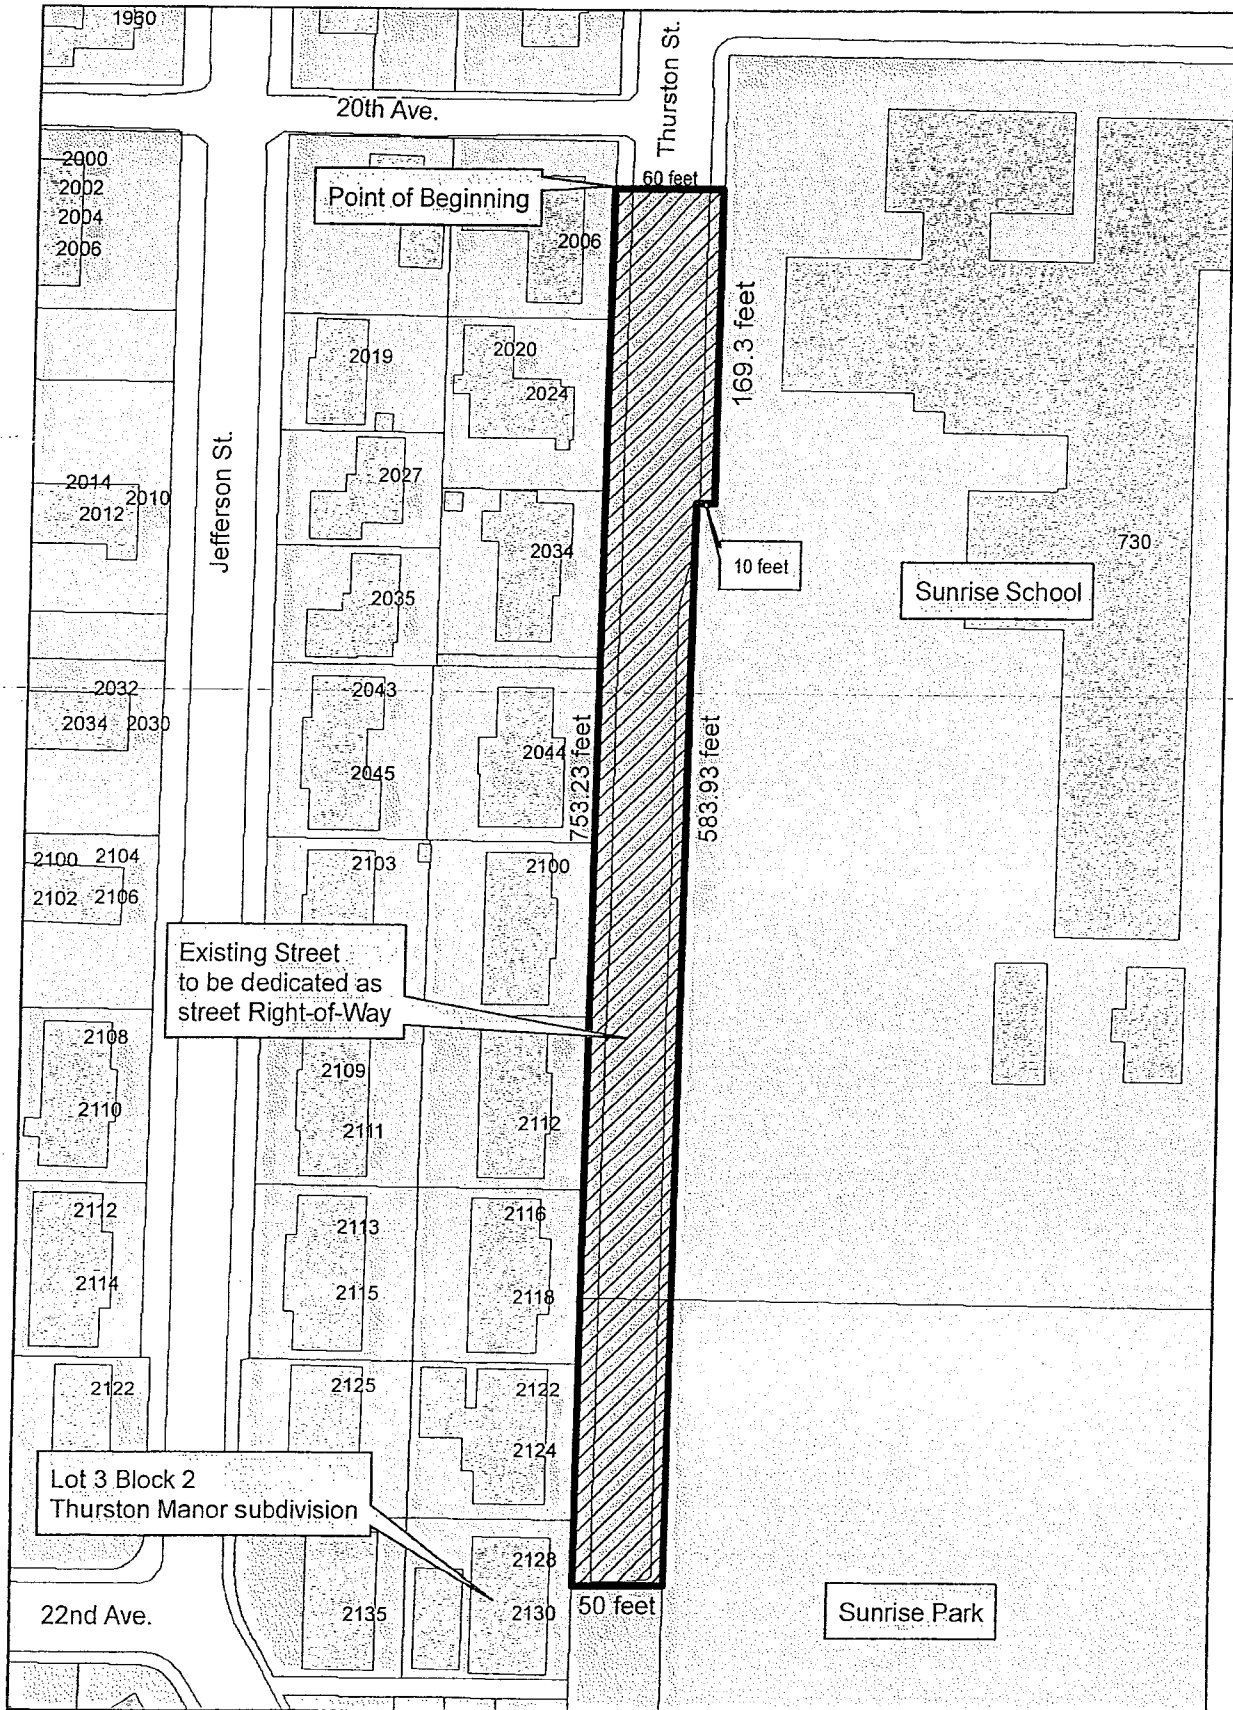 1960
Thurston St.
20th Ave.
2000
2002
2004
2006
Point of Beginning
60 feet
2006
169.3 feet
2019
2020
2024
Jefferson St.
2014
2010
2012
2027
2034
10 feet
730
Sunrise School
2035
2032
2034
2030
2043
2045
2044
753.23 feet
583.93 feet
2100
2104
2102
2106
2103
2100
Existing Street
to be dedicated as
street Right-of-Way
2108
2110
2109
2111
2112
2112
2114
2113
2115
2116
2118
2122
2125
2122
2124
Lot 3 Block 2
Thurston Manor subdivision
2128
2130
2135
22nd Ave.
50 feet
Sunrise Park